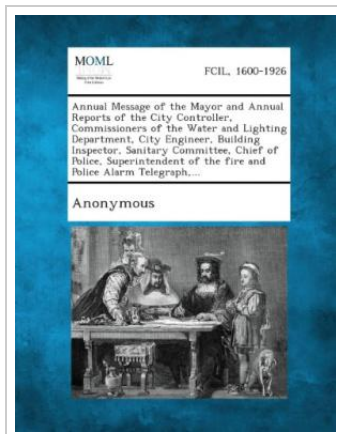 MOML
FCIL, 1600-1926
Annual Message of the Mayor and Annual
Reports of the City Controller,
Commissioners of the Water and Lighting
Department, City Engineer, Building
Inspector, Sanitary Committee, Chief of
Police, Superintendent of the fire and
Police Alarm Telegraph,...
Anonymous